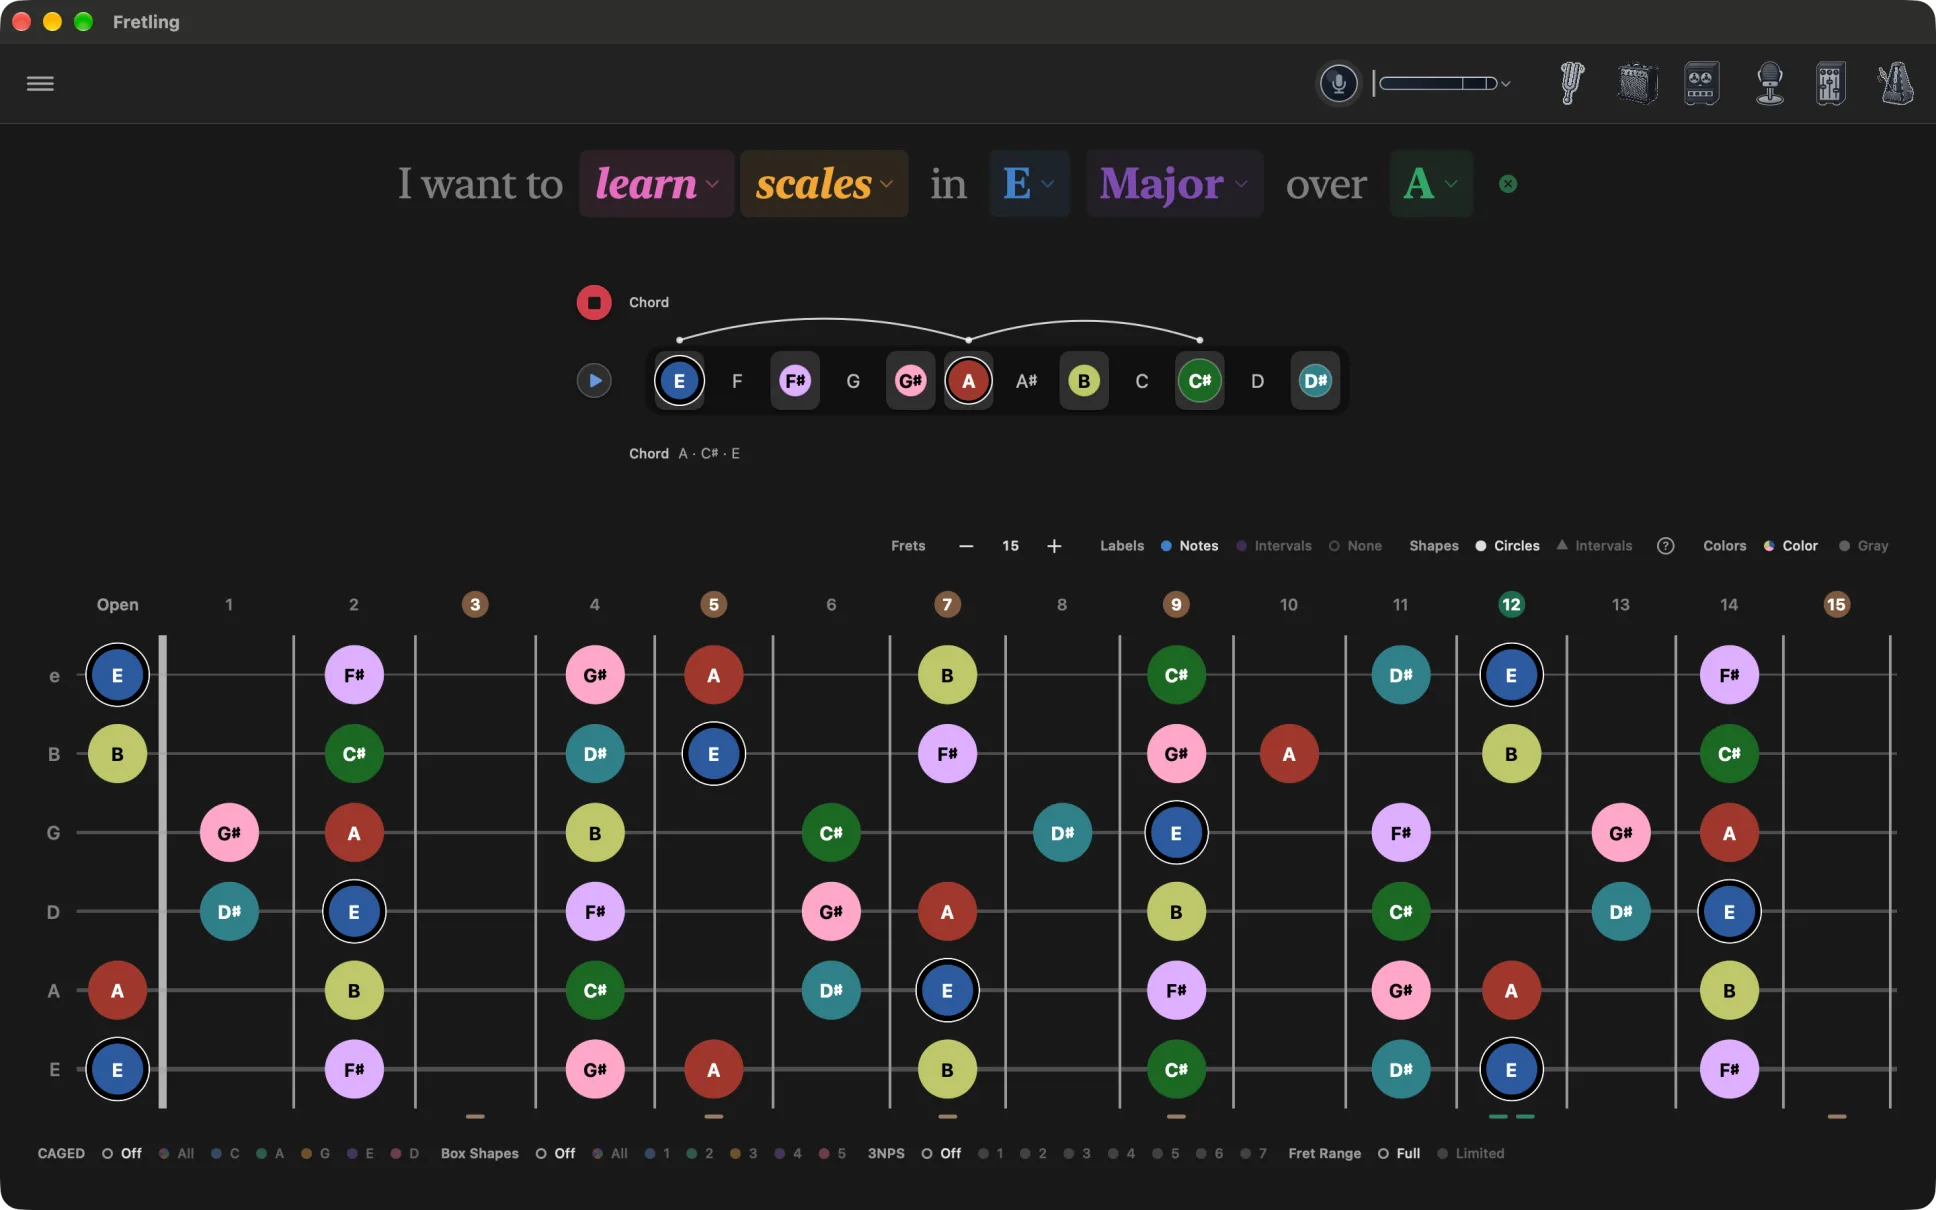 Fretling
I want to learn scales in E Major over A
Chord
E F F# G G# A A# B C C# D D#
Chord A · C# · E
Frets — 15 + Labels Notes Intervals None Shapes Circles Intervals ? Colors Color Gray
Open 1 2 3 4 5 6 7 8 9 10 11 12 13 14 15
e E F# G# A B C# D# E F#
B B C# D# E F# G# A B C#
G G# A B C# D# E F# G# A
D D# E F# G# A B C# D# E
A A B C# D# E F# G# A B
E E F# G# A B C# D# E F#
CAGED Off All C A G E D Box Shapes Off All 1 2 3 4 5 3NPS Off 1 2 3 4 5 6 7 Fret Range Full Limited